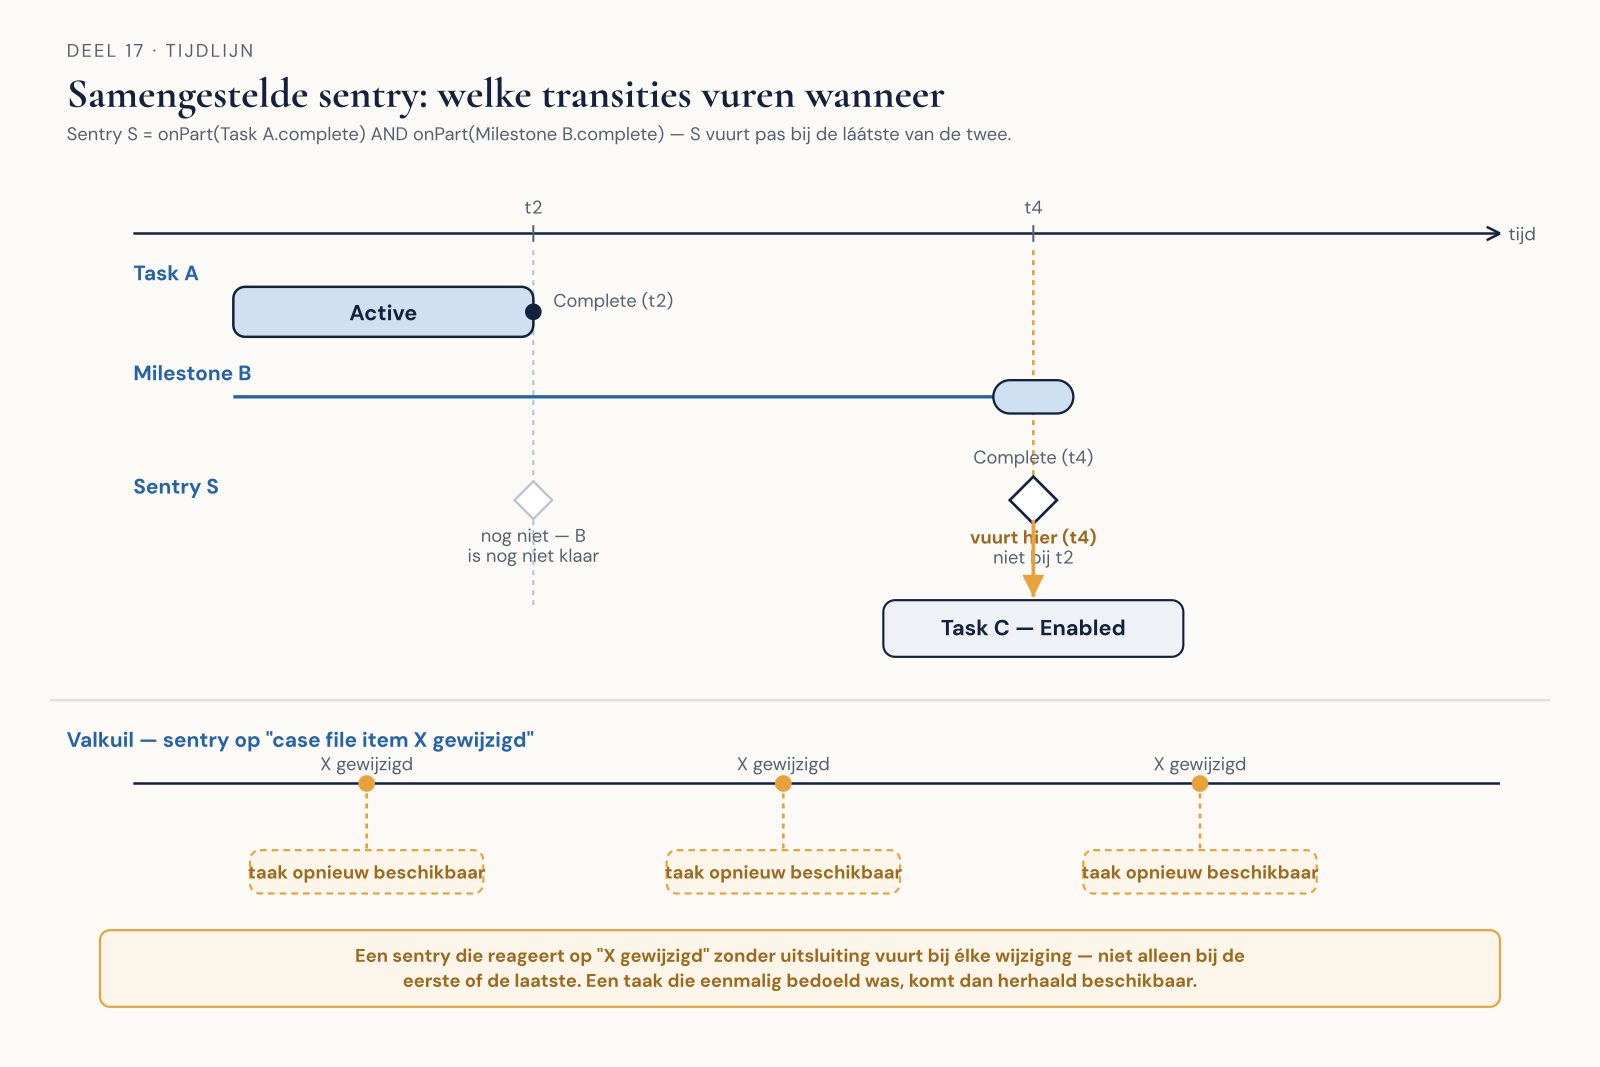 DEEL 17 · TIJDLIJN
Samengestelde sentry: welke transities vuren wanneer
Sentry S = onPart(Task A.complete) AND onPart(Milestone B.complete) — S vuurt pas bij de láátste van de twee.
t2
t4
tijd
Task A
Active
Complete (t2)
Milestone B
Complete (t4)
Sentry S
nog niet — B
is nog niet klaar
vuurt hier (t4)
niet bij t2
Task C — Enabled
Valkuil — sentry op "case file item X gewijzigd"
X gewijzigd
X gewijzigd
X gewijzigd
taak opnieuw beschikbaar
taak opnieuw beschikbaar
taak opnieuw beschikbaar
Een sentry die reageert op "X gewijzigd" zonder uitsluiting vuurt bij élke wijziging — niet alleen bij de
eerste of de laatste. Een taak die eenmalig bedoeld was, komt dan herhaald beschikbaar.